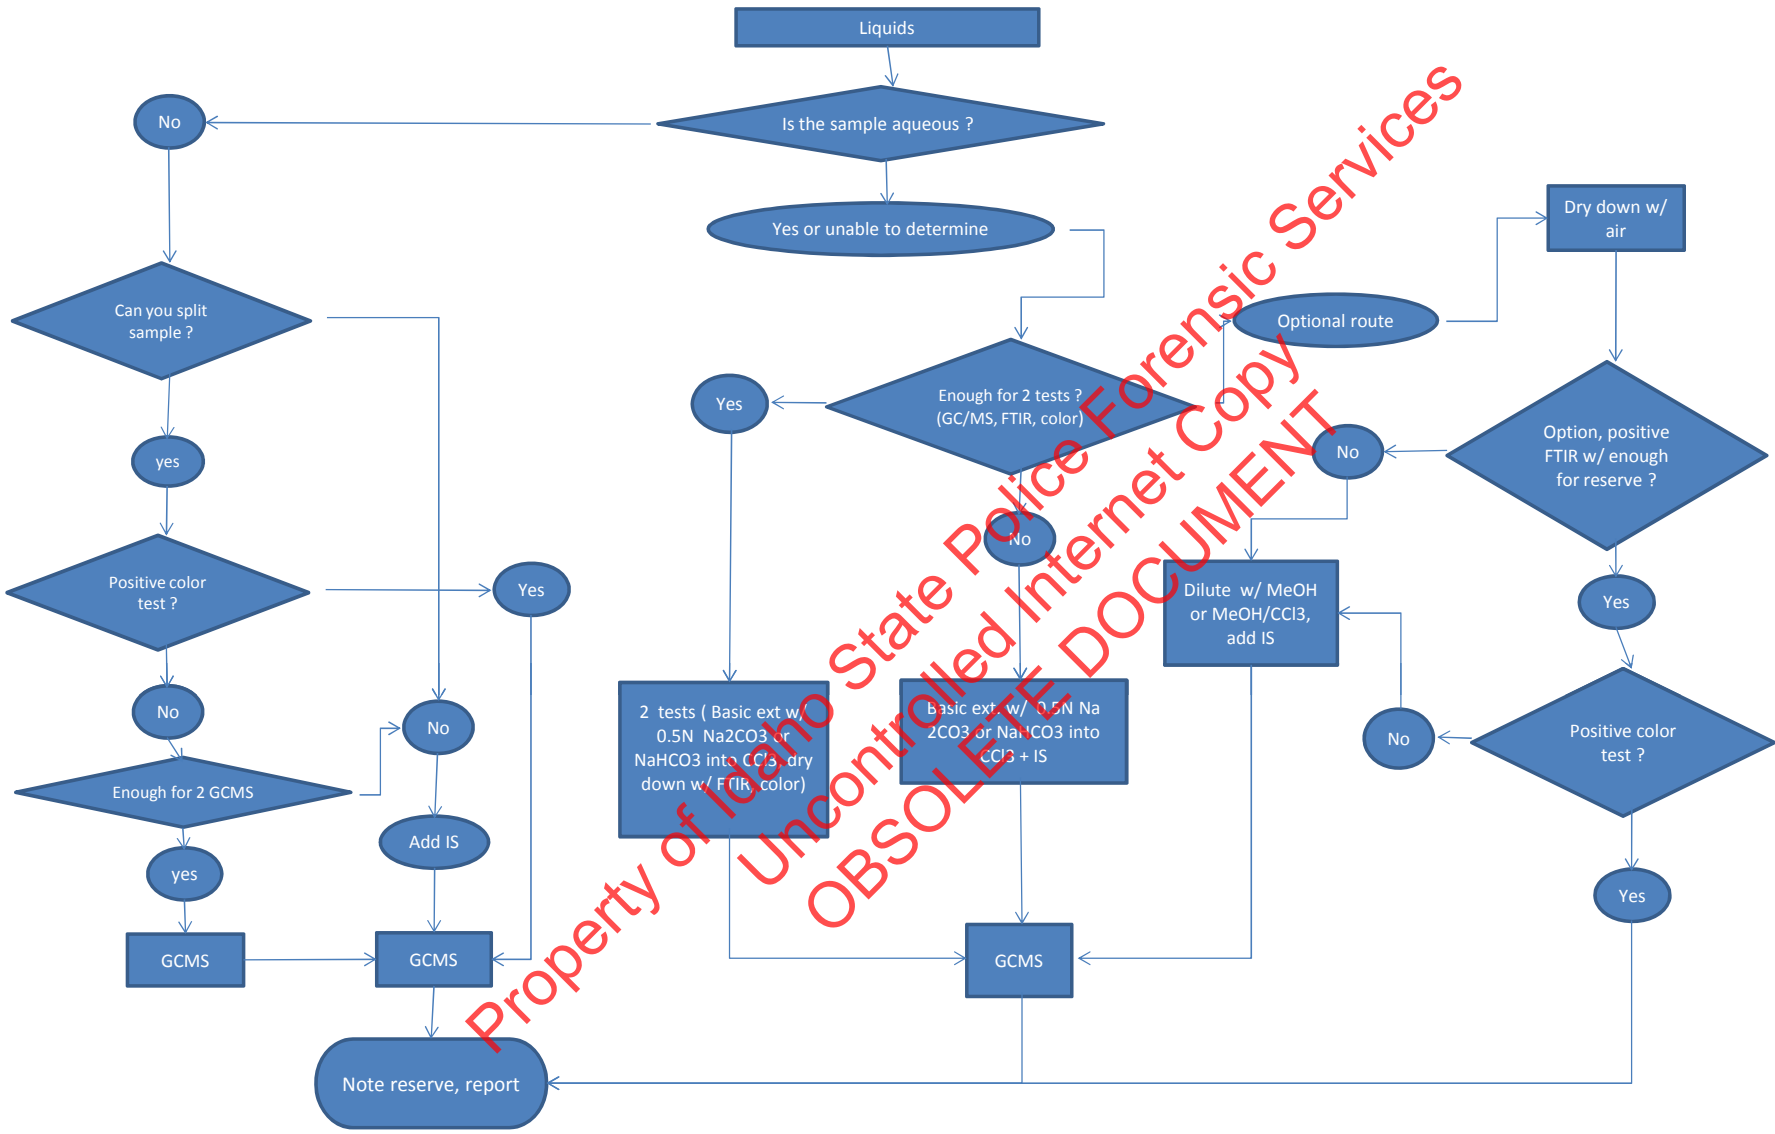 Liquids
Is the sample aqueous ?
No
Yes or unable to determine
Dry down w/
air
Can you split
sample ?
Optional route
Enough for 2 tests ?
(GC/MS, FTIR, color)
Yes
No
Option, positive
FTIR w/ enough
for reserve ?
yes
No
Positive color
test ?
Yes
Dilute  w/ MeOH
or MeOH/CCl3,
add IS
Yes
No
No
2  tests ( Basic ext w/
0.5N  Na2CO3 or
NaHCO3 into CCl3, dry
down w/ FTIR, color)
Basic ext. w/  0.5N Na
2CO3 or NaHCO3 into
CCl3 + IS
No
Positive color
test ?
Enough for 2 GCMS
Add IS
yes
Yes
GCMS
GCMS
GCMS
Note reserve, report
Property of Idaho State Police Forensic Services
Uncontrolled Internet Copy
OBSOLETE DOCUMENT